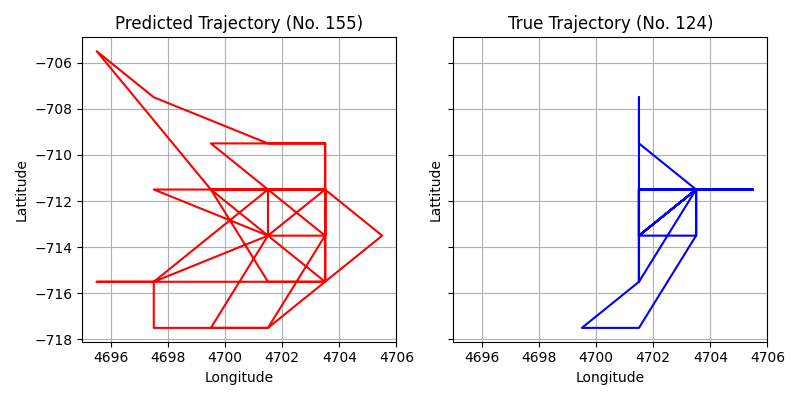 Predicted Trajectory (No. 155)
True Trajectory (No. 124)
−706
−708
−710
−712
−714
−716
−718
Lattitude
Lattitude
4696 4698 4700 4702 4704 4706
4696 4698 4700 4702 4704 4706
Longitude
Longitude